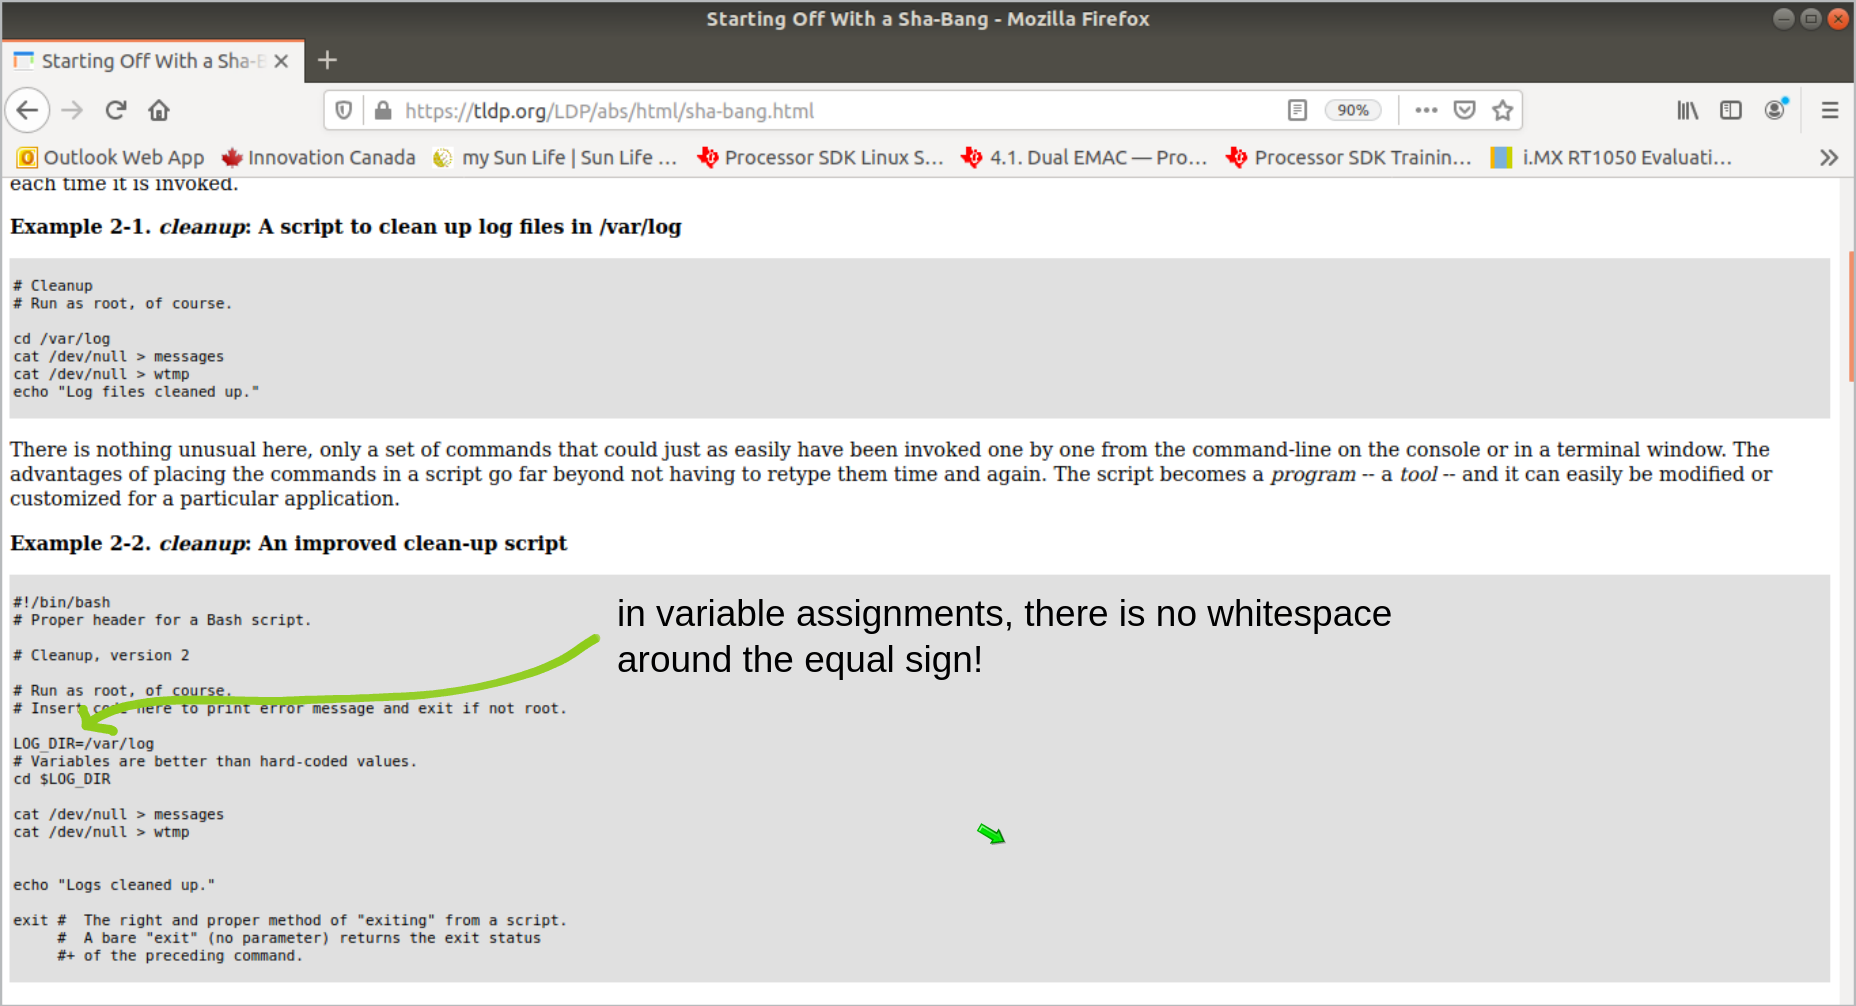 Starting Off With a Sha-Bang - Mozilla Firefox
Starting Off With a Sha-B
https://tldp.org/LDP/abs/html/sha-bang.html
90%
Outlook Web App Innovation Canada my Sun Life | Sun Life ... Processor SDK Linux S... 4.1. Dual EMAC — Pro... Processor SDK Trainin... i.MX RT1050 Evaluati...
each time it is invoked.
Example 2-1. cleanup: A script to clean up log files in /var/log
# Cleanup
# Run as root, of course.
cd /var/log
cat /dev/null > messages
cat /dev/null > wtmp
echo "Log files cleaned up."
There is nothing unusual here, only a set of commands that could just as easily have been invoked one by one from the command-line on the console or in a terminal window. The
advantages of placing the commands in a script go far beyond not having to retype them time and again. The script becomes a program -- a tool -- and it can easily be modified or
customized for a particular application.
Example 2-2. cleanup: An improved clean-up script
#!/bin/bash
# Proper header for a Bash script.
in variable assignments, there is no whitespace
around the equal sign!
# Cleanup, version 2
# Run as root, of course.
# Insert code here to print error message and exit if not root.
LOG_DIR=/var/log
# Variables are better than hard-coded values.
cd $LOG_DIR
cat /dev/null > messages
cat /dev/null > wtmp
echo "Logs cleaned up."
exit #  The right and proper method of "exiting" from a script.
     #  A bare "exit" (no parameter) returns the exit status
     #+ of the preceding command.